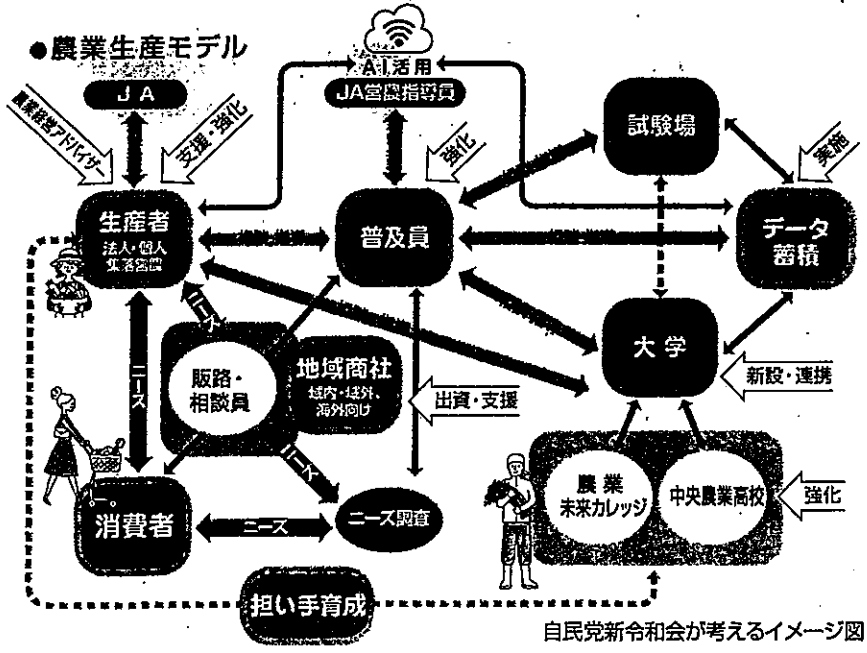 ●農業生産モデル
AI活用
JA
JA営農指導員
農業経営アドバイザー
支援・強化
強化
試験場
実施
生産者
法人・個人
集落営農
普及員
データ
蓄積
ニーズ
大学
ニーズ
販路・
相談員
地域商社
域内・域外、
海外向け
出資・支援
新設・連携
ニーズ
農業
未来カレッジ
中央農業高校
強化
消費者
ニーズ
ニーズ調査
担い手育成
自民党新令和会が考えるイメージ図